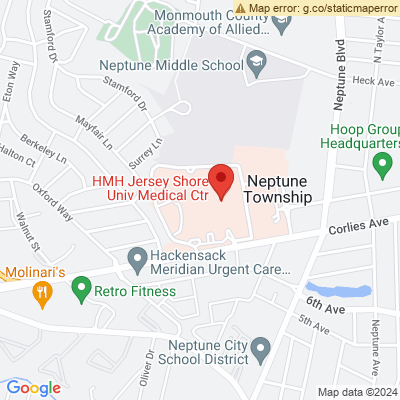 Map error: g.co/staticmaperror
Monmouth County
Academy of Allied...
Neptune Middle School
Stamford Dr
Stamford Dr
Eton Way
Neptune Blvd
N Taylor A
Heck Ave
Mayfair Ln
Surrey Ln
Berkeley Ln
Halton Ct
Oxford Way
Walnut St
Hoop Group
Headquarters
HMH Jersey Shore
Univ Medical Ctr
Neptune
Township
Corlies Ave
Hackensack
Meridian Urgent Care...
Molinari's
Retro Fitness
6th Ave
5th Ave
Neptune Ave
Neptune City
School District
Oliver Dr
Google
Map data ©2024